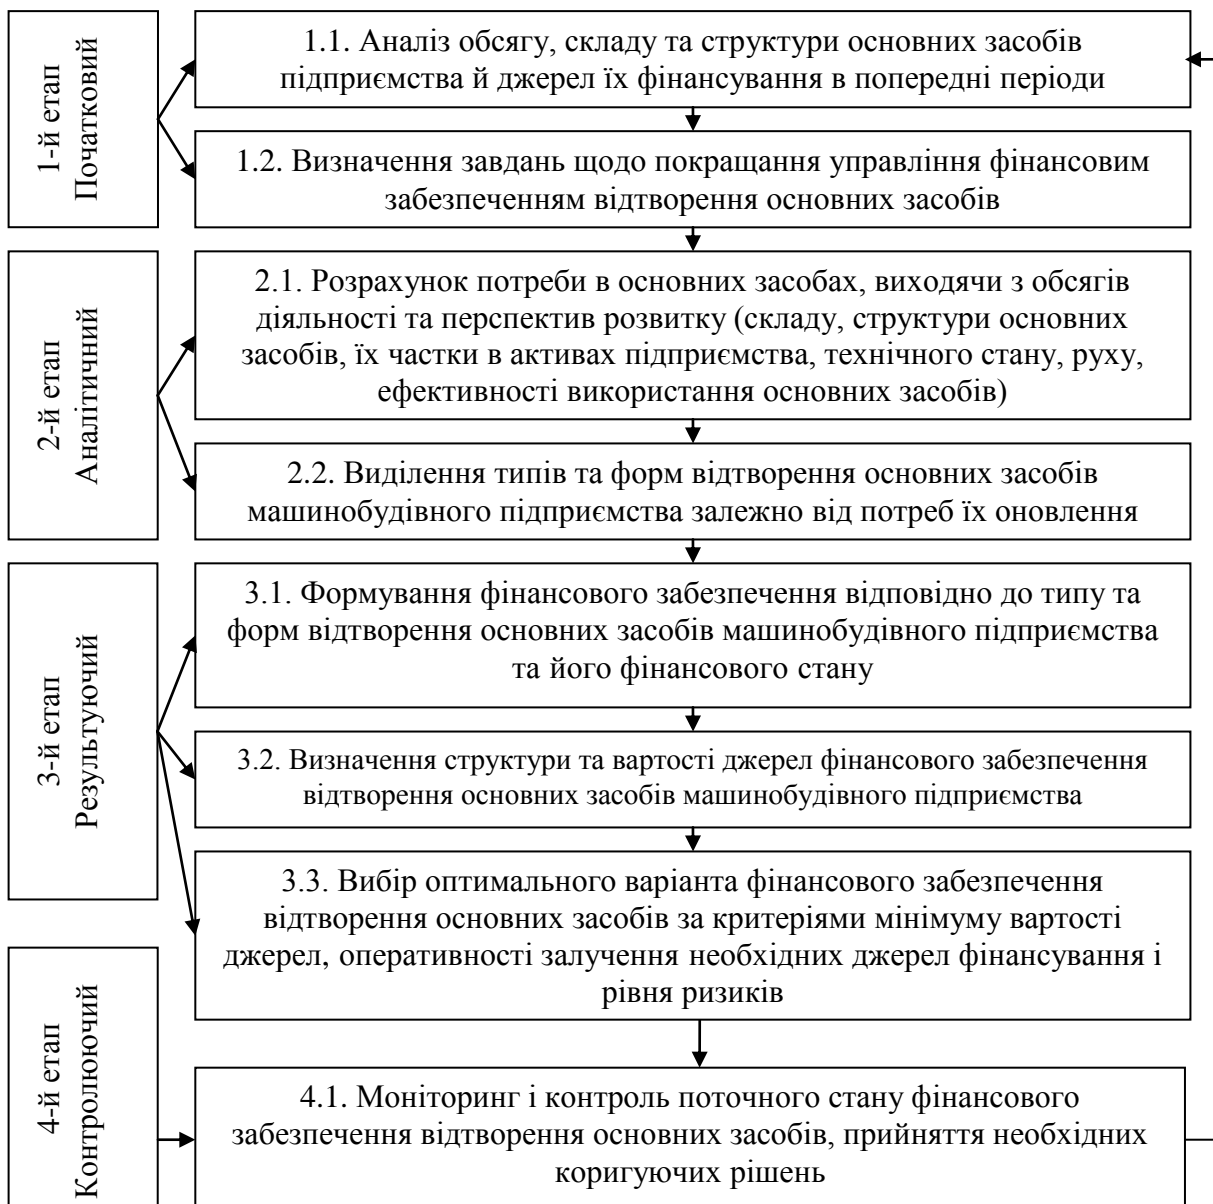 1-й етап
Початковий
1.1. Аналіз обсягу, складу та структури основних засобів
підприємства й джерел їх фінансування в попередні періоди
1.2. Визначення завдань щодо покращання управління фінансовим
забезпеченням відтворення основних засобів
2-й етап
Аналітичний
2.1. Розрахунок потреби в основних засобах, виходячи з обсягів
діяльності та перспектив розвитку (складу, структури основних
засобів, їх частки в активах підприємства, технічного стану, руху,
ефективності використання основних засобів)
2.2. Виділення типів та форм відтворення основних засобів
машинобудівного підприємства залежно від потреб їх оновлення
3-й етап
Результуючий
3.1. Формування фінансового забезпечення відповідно до типу та
форм відтворення основних засобів машинобудівного підприємства
та його фінансового стану
3.2. Визначення структури та вартості джерел фінансового забезпечення
відтворення основних засобів машинобудівного підприємства
3.3. Вибір оптимального варіанта фінансового забезпечення
відтворення основних засобів за критеріями мінімуму вартості
джерел, оперативності залучення необхідних джерел фінансування і
рівня ризиків
4-й етап
Контролюючий
4.1. Моніторинг і контроль поточного стану фінансового
забезпечення відтворення основних засобів, прийняття необхідних
коригуючих рішень